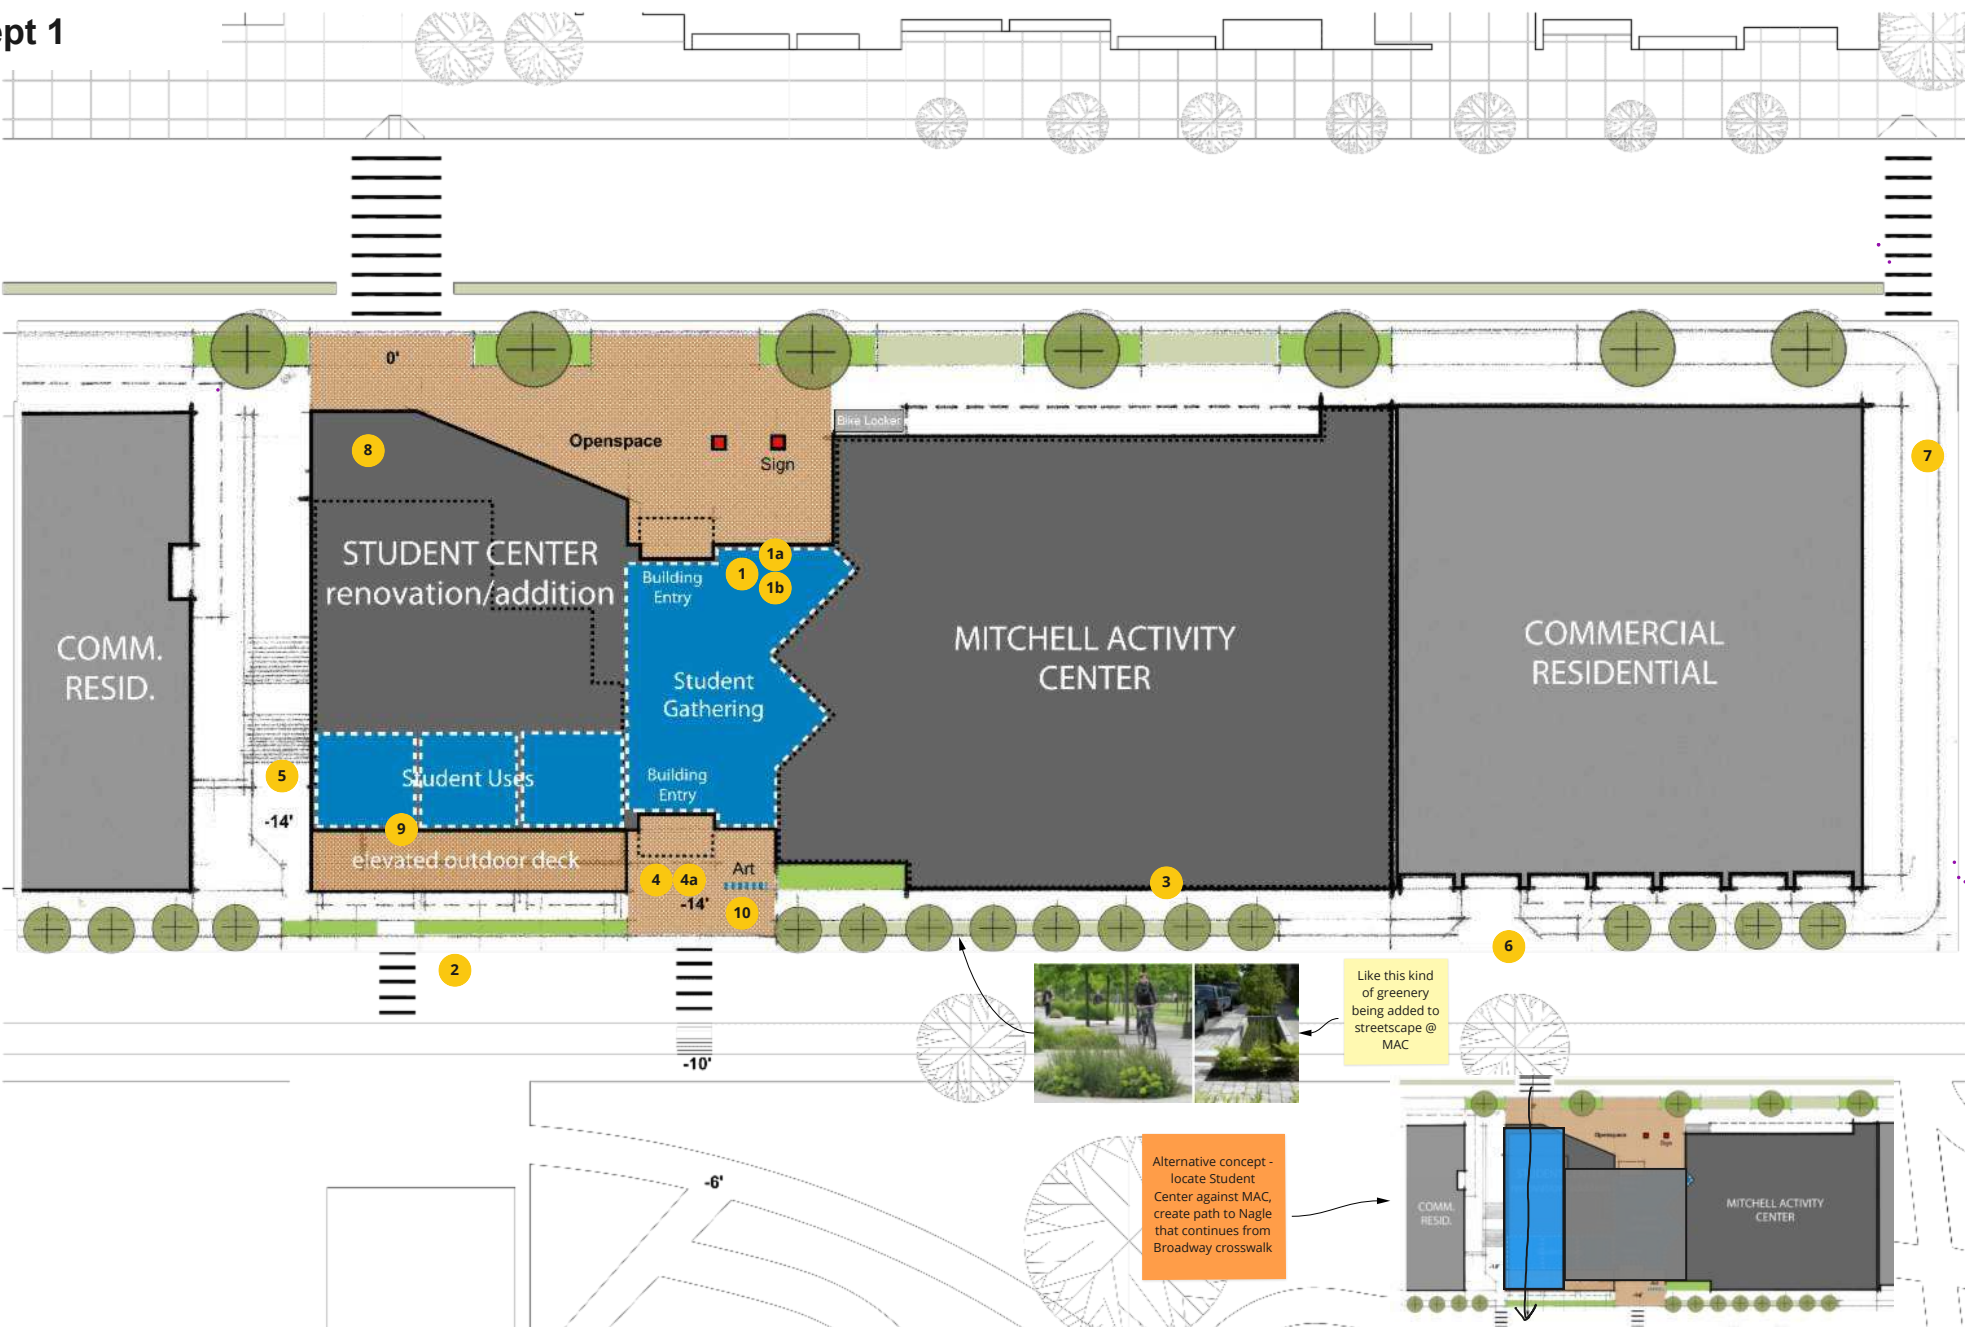 ept 1
0'
Openspace
Sign
Bike Locker
8
7
STUDENT CENTER
renovation/addition
1a
1
1b
Building
Entry
COMM.
RESID.
MITCHELL ACTIVITY
CENTER
COMMERCIAL
RESIDENTIAL
Student
Gathering
5
Student Uses
Building
Entry
-14'
9
elevated outdoor deck
4
4a
Art
-14'
10
3
2
6
-10'
Like this kind
of greenery
being added to
streetscape @
MAC
-6'
Alternative concept -
locate Student
Center against MAC,
create path to Nagle
that continues from
Broadway crosswalk
Openspace
Sign
COMM.
RESID.
MITCHELL ACTIVITY
CENTER